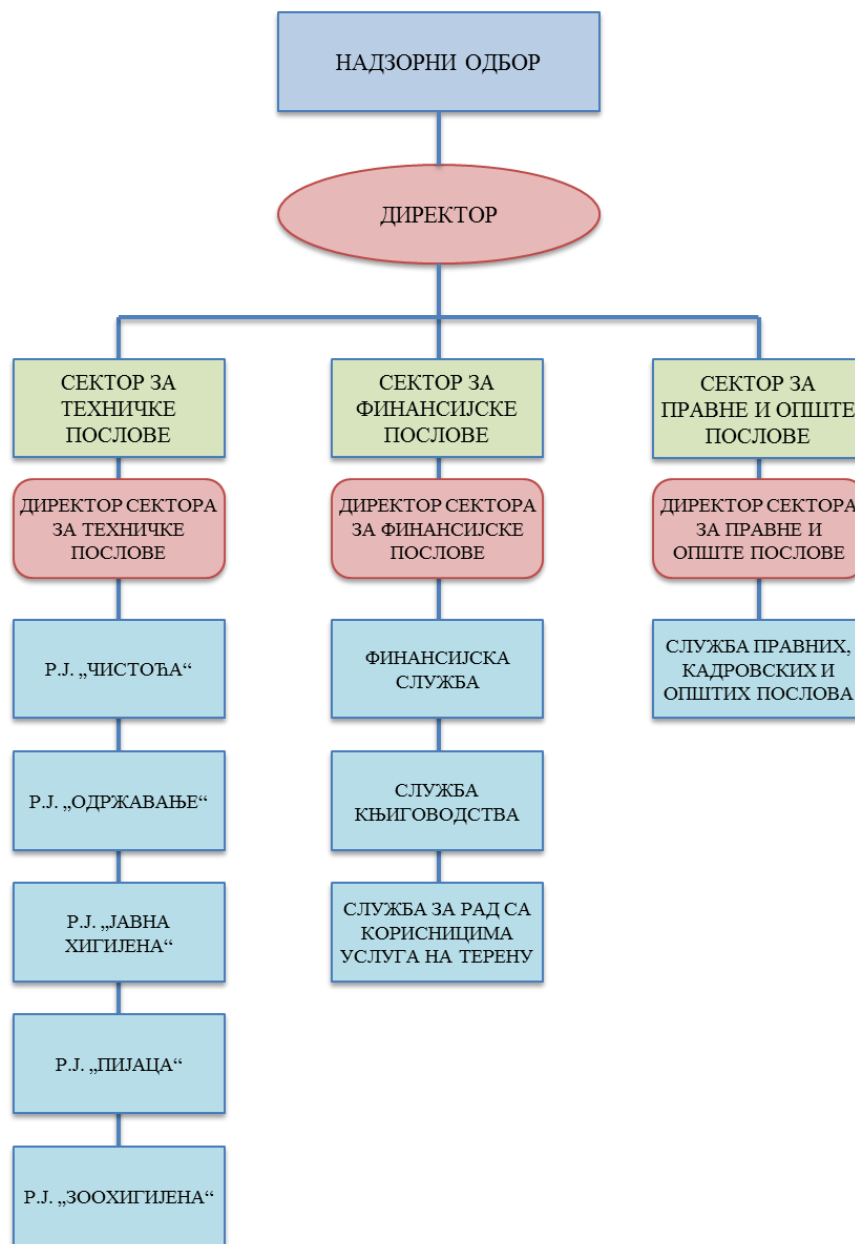 НАДЗОРНИ ОДБОР
ДИРЕКТОР
СЕКТОР ЗА
ТЕХНИЧКЕ
ПОСЛОВЕ
ДИРЕКТОР СЕКТОРА
ЗА ТЕХНИЧКЕ
ПОСЛОВЕ
Р.Ј. „ЧИСТОЋА“
Р.Ј. „ОДРЖАВАЊЕ“
Р.Ј. „ЈАВНА
ХИГИЈЕНА“
Р.Ј. „ПИЈАЦА“
Р.Ј. „ЗООХИГИЈЕНА“
СЕКТОР ЗА
ФИНАНСИЈСКЕ
ПОСЛОВЕ
ДИРЕКТОР СЕКТОРА
ЗА ФИНАНСИЈСКЕ
ПОСЛОВЕ
ФИНАНСИЈСКА
СЛУЖБА
СЛУЖБА
КЊИГОВОДСТВА
СЛУЖБА ЗА РАД СА
КОРИСНИЦИМА
УСЛУГА НА ТЕРЕНУ
СЕКТОР ЗА
ПРАВНЕ И ОПШТЕ
ПОСЛОВЕ
ДИРЕКТОР СЕКТОРА
ЗА ПРАВНЕ И
ОПШТЕ ПОСЛОВЕ
СЛУЖБА ПРАВНИХ,
КАДРОВСКИХ И
ОПШТИХ ПОСЛОВА